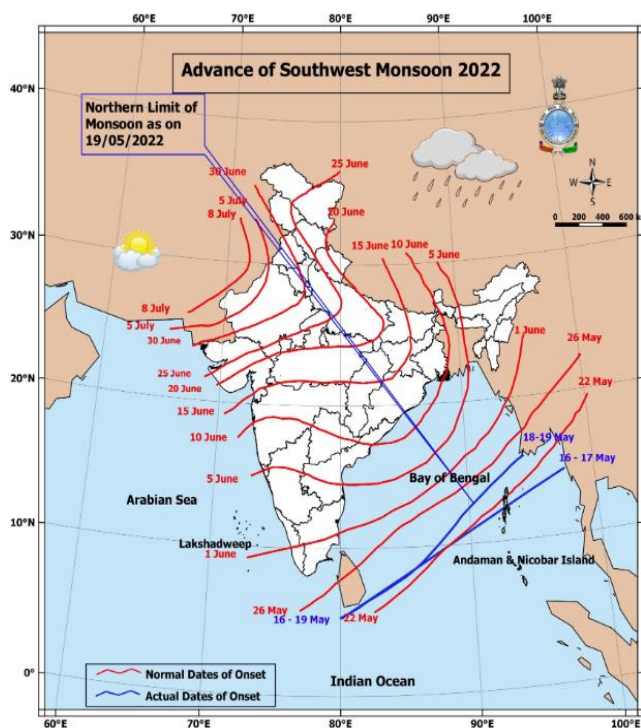 60°E 70°E 80°E 90°E 100°E
Advance of Southwest Monsoon 2022
40°N
Northern Limit of
Monsoon as on
19/05/2022
25 June
30 June
N
W E
S
5 July
20 June
8 July
0 200 400 600 k
30°N
15 June
10 June
5 June
8 July
5 July
1 June
26 May
30 June
25 June
22 May
20°N
20 June
15 June
10 June
18-19 May
16 - 17 May
5 June
Bay of Bengal
Arabian Sea
10°N
Lakshadweep
1 June
Andaman & Nicobar Island
26 May
16 - 19 May
22 May
0°
Normal Dates of Onset
Actual Dates of Onset
Indian Ocean
60°E 70°E 80°E 90°E 100°E